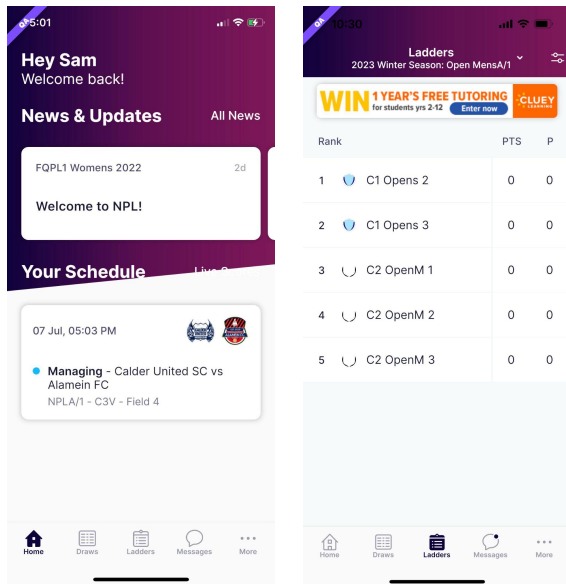 QA
5:01
Hey Sam
Welcome back!
News & Updates
All News
FQPL1 Womens 2022
2d
Welcome to NPL!
Your Schedule
07 Jul, 05:03 PM
Managing - Calder United SC vs
Alamein FC
NPLA/1 - C3V - Field 4
Home
Draws
Ladders
Messages
More
QA
10:30
Ladders
2023 Winter Season: Open MensA/1
WIN 1 YEAR'S FREE TUTORING
for students yrs 2-12
Enter now
CLUEY
LEARNING
Rank
PTS
P
1 C1 Opens 2 0 0
2 C1 Opens 3 0 0
3 C2 OpenM 1 0 0
4 C2 OpenM 2 0 0
5 C2 OpenM 3 0 0
Home
Draws
Ladders
Messages
More